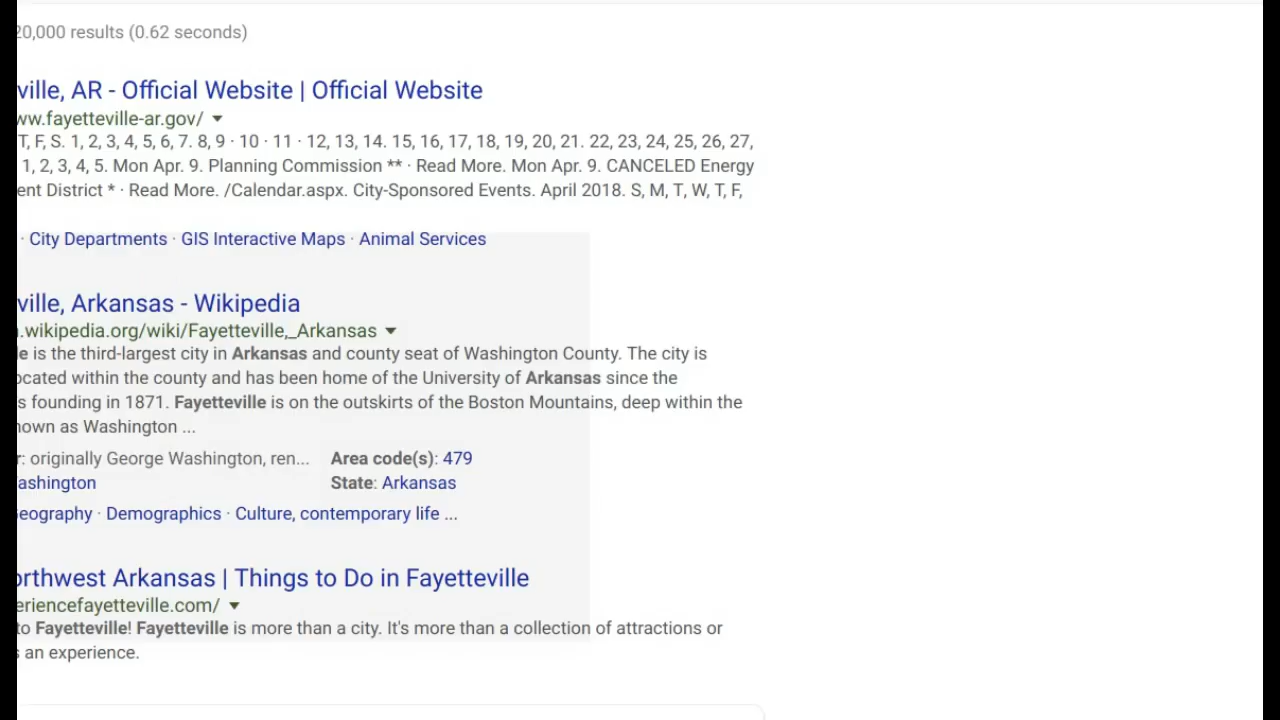 20,000 results (0.62 seconds)
ville, AR - Official Website | Official Website
ww.fayetteville-ar.gov/
T, F, S. 1, 2, 3, 4, 5, 6, 7. 8, 9 · 10 · 11 · 12, 13, 14. 15, 16, 17, 18, 19, 20, 21. 22, 23, 24, 25, 26, 27,
1, 2, 3, 4, 5. Mon Apr. 9. Planning Commission ** · Read More. Mon Apr. 9. CANCELED Energy
ent District * · Read More. /Calendar.aspx. City-Sponsored Events. April 2018. S, M, T, W, T, F,
· City Departments · GIS Interactive Maps · Animal Services
ville, Arkansas - Wikipedia
.wikipedia.org/wiki/Fayetteville,_Arkansas
le is the third-largest city in Arkansas and county seat of Washington County. The city is
ocated within the county and has been home of the University of Arkansas since the
s founding in 1871. Fayetteville is on the outskirts of the Boston Mountains, deep within the
nown as Washington ...
r: originally George Washington, ren... Area code(s): 479
ashington State: Arkansas
eography · Demographics · Culture, contemporary life ...
orthwest Arkansas | Things to Do in Fayetteville
eriencefayetteville.com/
to Fayetteville! Fayetteville is more than a city. It's more than a collection of attractions or
s an experience.